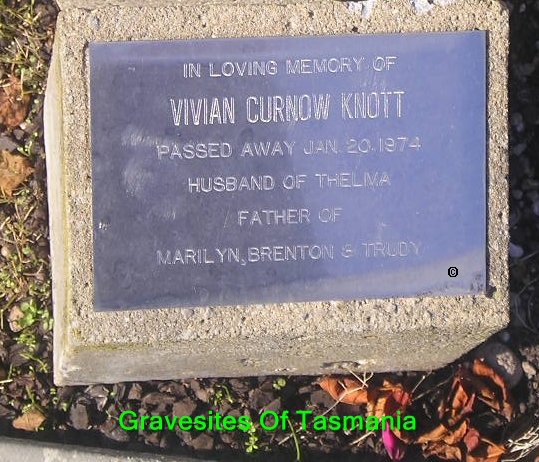 IN LOVING MEMORY OF
VIVIAN CURNOW KNOTT
PASSED AWAY JAN. 20. 1974
HUSBAND OF THELMA
FATHER OF
MARILYN, BRENTON & TRUDY
©
Gravesites Of Tasmania